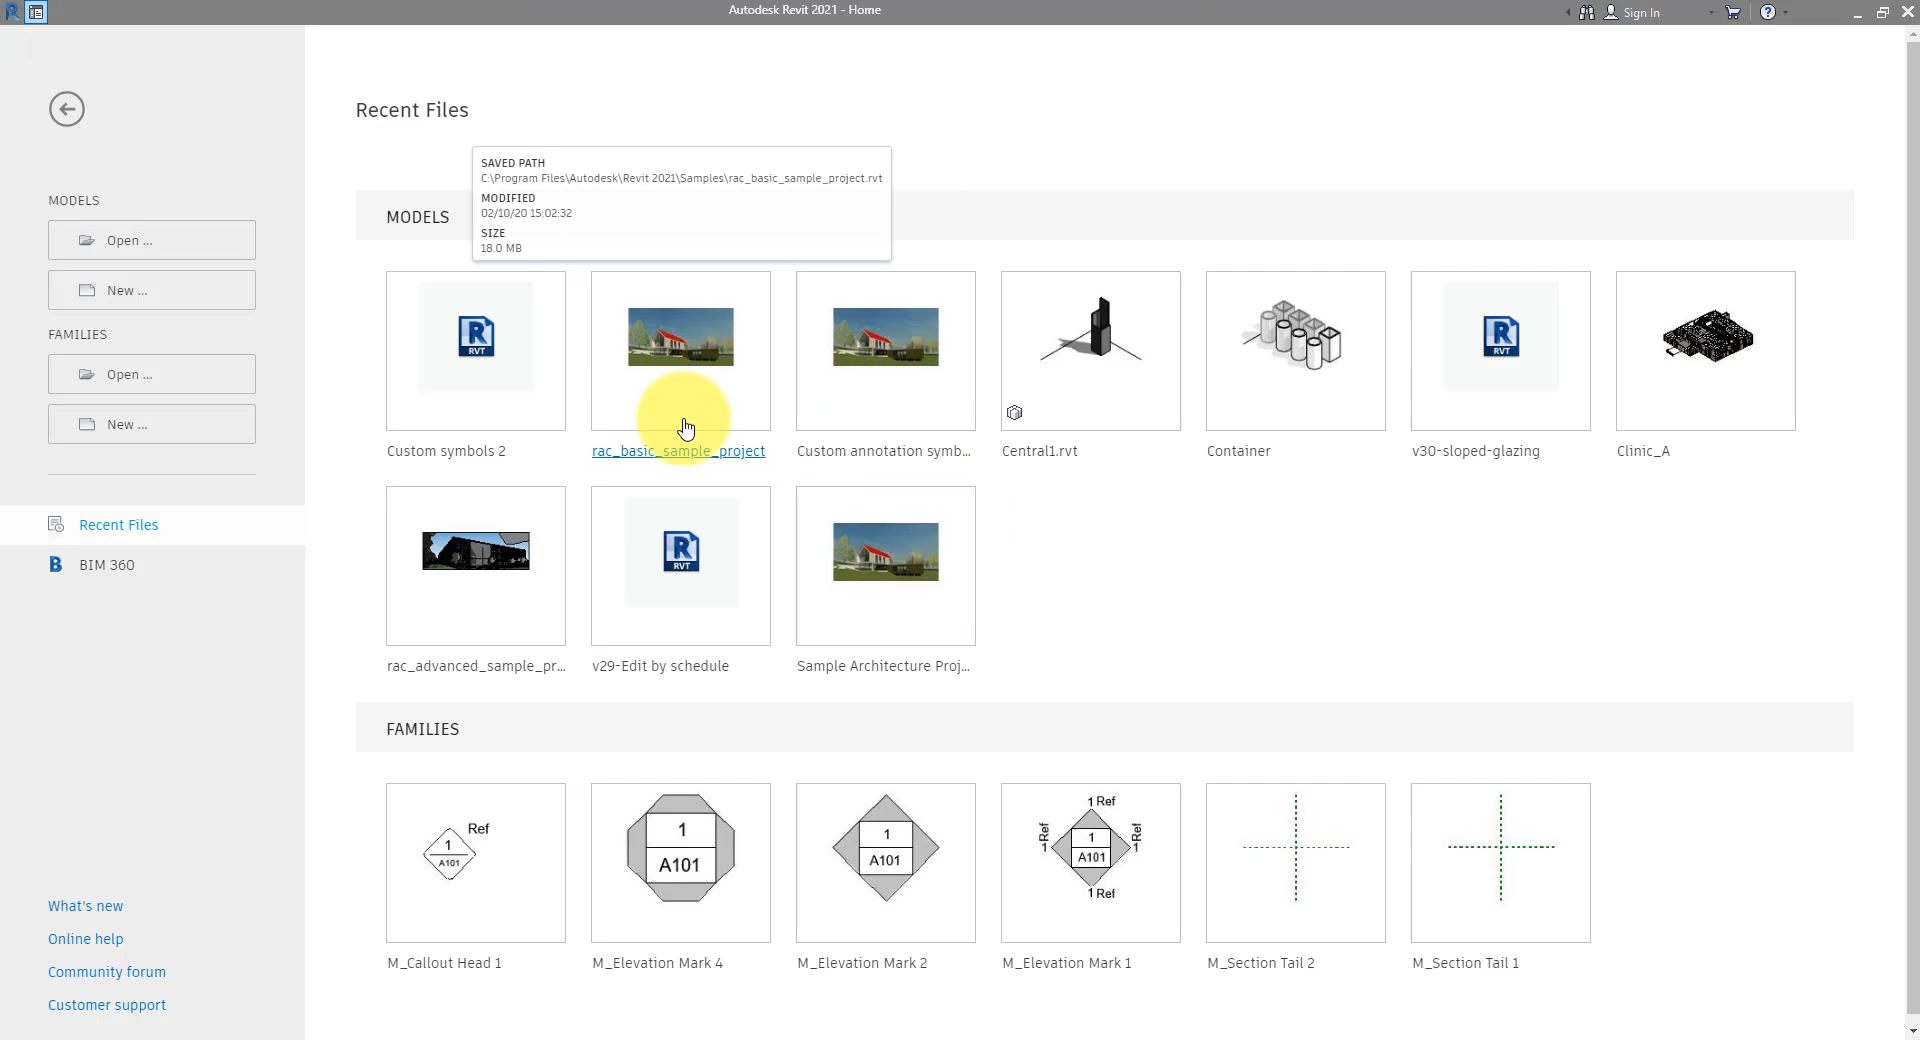 Autodesk Revit 2021 - Home
Sign In
Recent Files
SAVED PATH
C:\Program Files\Autodesk\Revit 2021\Samples\rac_basic_sample_project.rvt
MODIFIED
02/10/20 15:02:32
SIZE
18.0 MB
MODELS
Open ...
New ...
FAMILIES
Open ...
New ...
Recent Files
BIM 360
What's new
Online help
Community forum
Customer support
MODELS
R RVT
R RVT
Custom symbols 2
rac_basic_sample_project
Custom annotation symb...
Central1.rvt
Container
v30-sloped-glazing
Clinic_A
R RVT
rac_advanced_sample_pr...
v29-Edit by schedule
Sample Architecture Proj...
FAMILIES
Ref
1
A101
1
A101
1
A101
1 Ref
1 Ref
1
A101
1 Ref
1 Ref
M_Callout Head 1
M_Elevation Mark 4
M_Elevation Mark 2
M_Elevation Mark 1
M_Section Tail 2
M_Section Tail 1